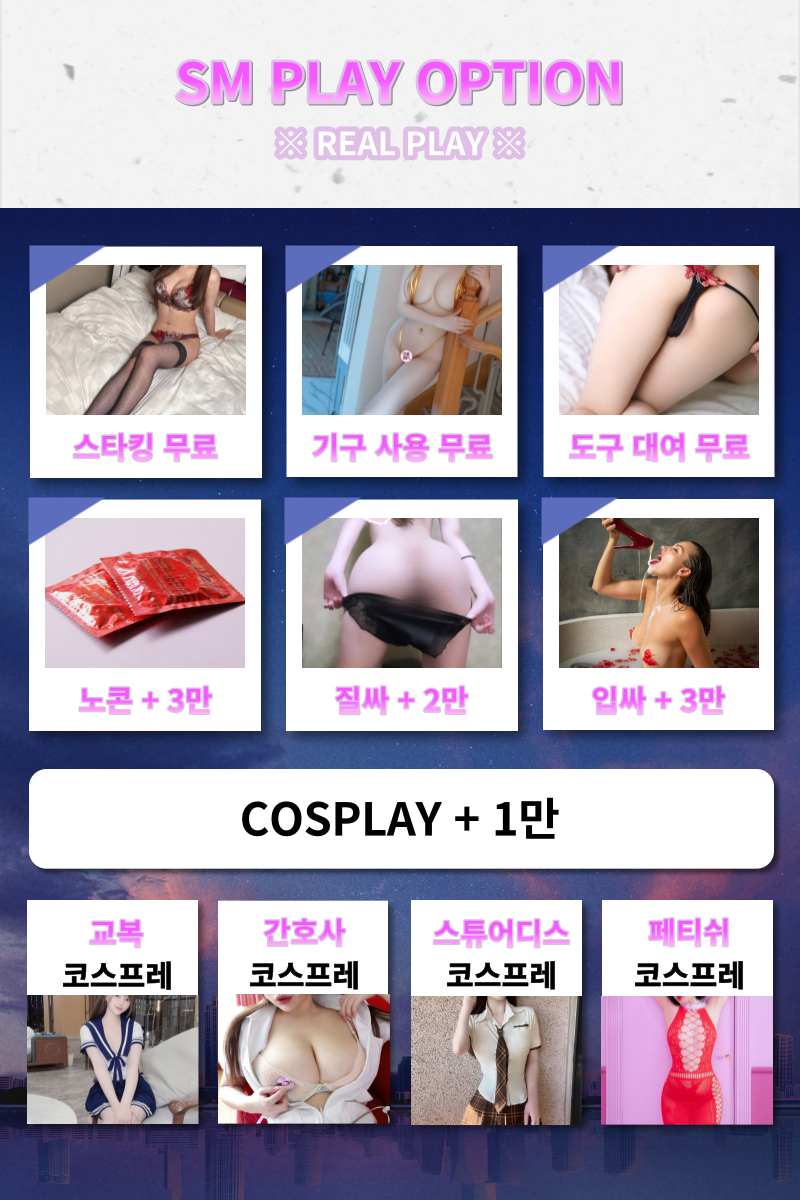 SM PLAY OPTION
※ REAL PLAY ※
스타킹 무료
기구 사용 무료
도구 대여 무료
노콘 + 3만
질싸 + 2만
입싸 + 3만
COSPLAY + 1만
교복
코스프레
간호사
코스프레
스튜어디스
코스프레
페티쉬
코스프레